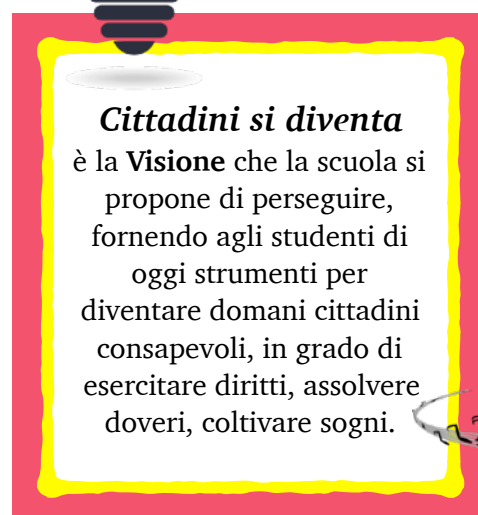 Cittadini si diventa
è la Visione che la scuola si
propone di perseguire,
fornendo agli studenti di
oggi strumenti per
diventare domani cittadini
consapevoli, in grado di
esercitare diritti, assolvere
doveri, coltivare sogni.